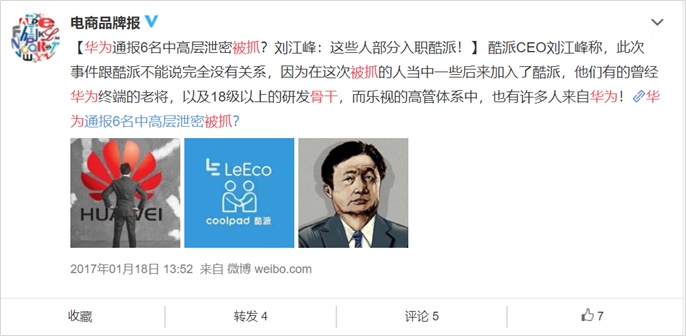 电商品牌报
【华为通报6名中高层泄密被抓？刘江峰：这些人部分入职酷派！】 酷派CEO刘江峰称，此次
事件跟酷派不能说完全没有关系，因为在这次被抓的人当中一些后来加入了酷派，他们有的曾经
华为终端的老将，以及18级以上的研发骨干，而乐视的高管体系中，也有许多人来自华为！ 华
为通报6名中高层泄密被抓?
HUAWEI
LeEco
coolpad 酷派
2017年01月18日 13:52 来自 微博 weibo.com
收藏
转发 4
评论 5
7